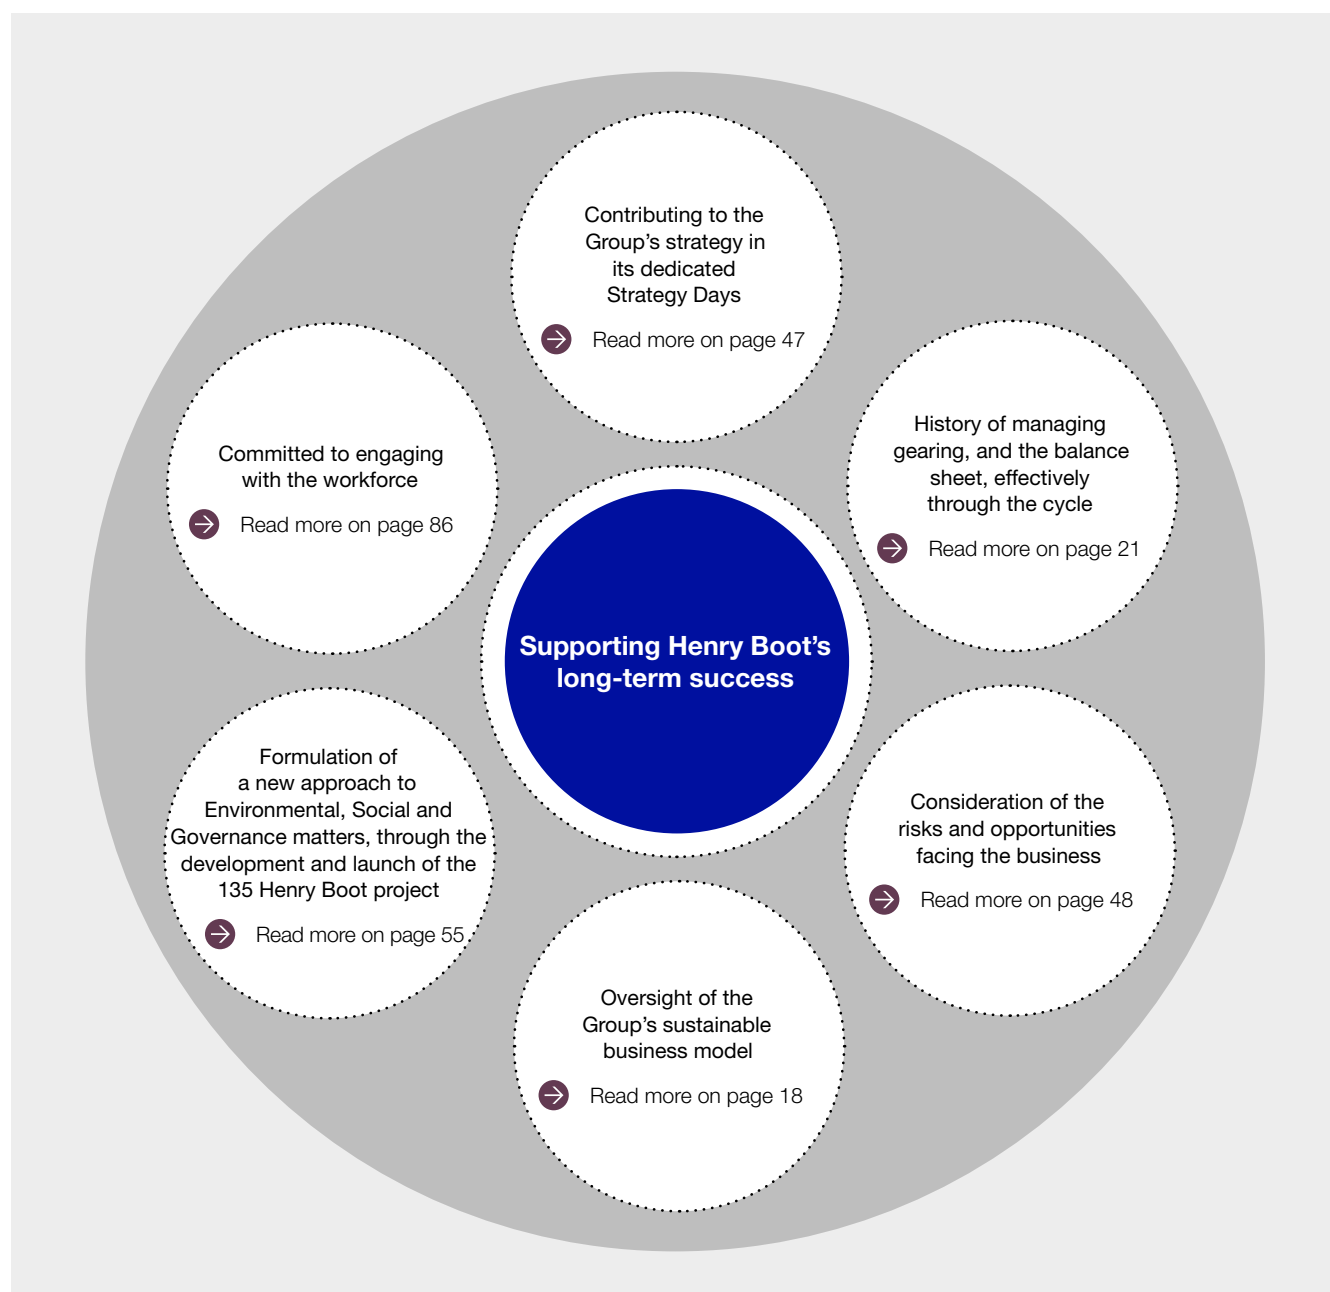 Contributing to the
Group’s strategy in
its dedicated
Strategy Days
Read more on page 47
History of managing
gearing, and the balance
sheet, effectively
through the cycle
Read more on page 21
Consideration of the
risks and opportunities
facing the business
Read more on page 48
Oversight of the
Group’s sustainable
business model
Read more on page 18
Formulation of
a new approach to
Environmental, Social and
Governance matters, through the
development and launch of the
135 Henry Boot project
Read more on page 55
Committed to engaging
with the workforce
Read more on page 86
Supporting Henry Boot’s
long-term success